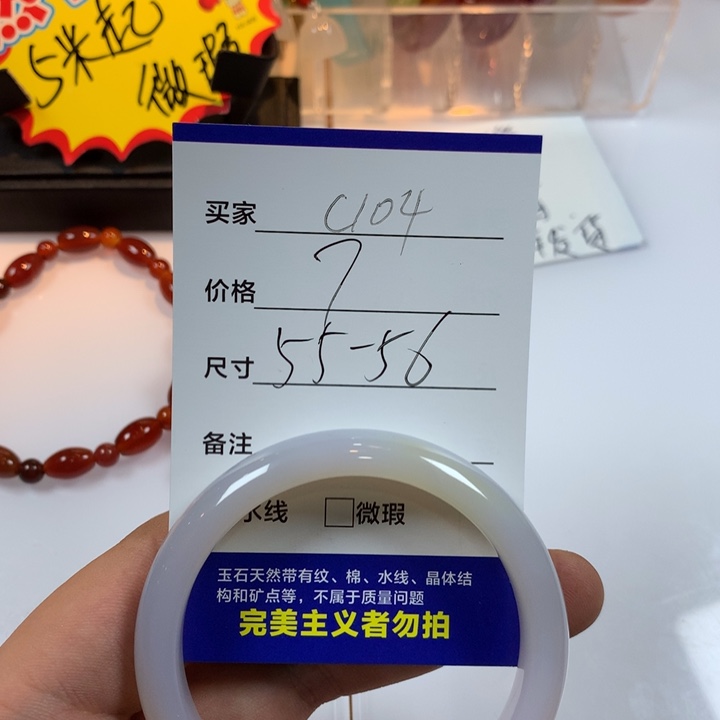 5米起
微瑕
买家 C104
价格 7
尺寸 55-56
备注
水线 □微瑕
玉石天然带有纹、棉、水线、晶体结
构和矿点等，不属于质量问题
完美主义者勿拍